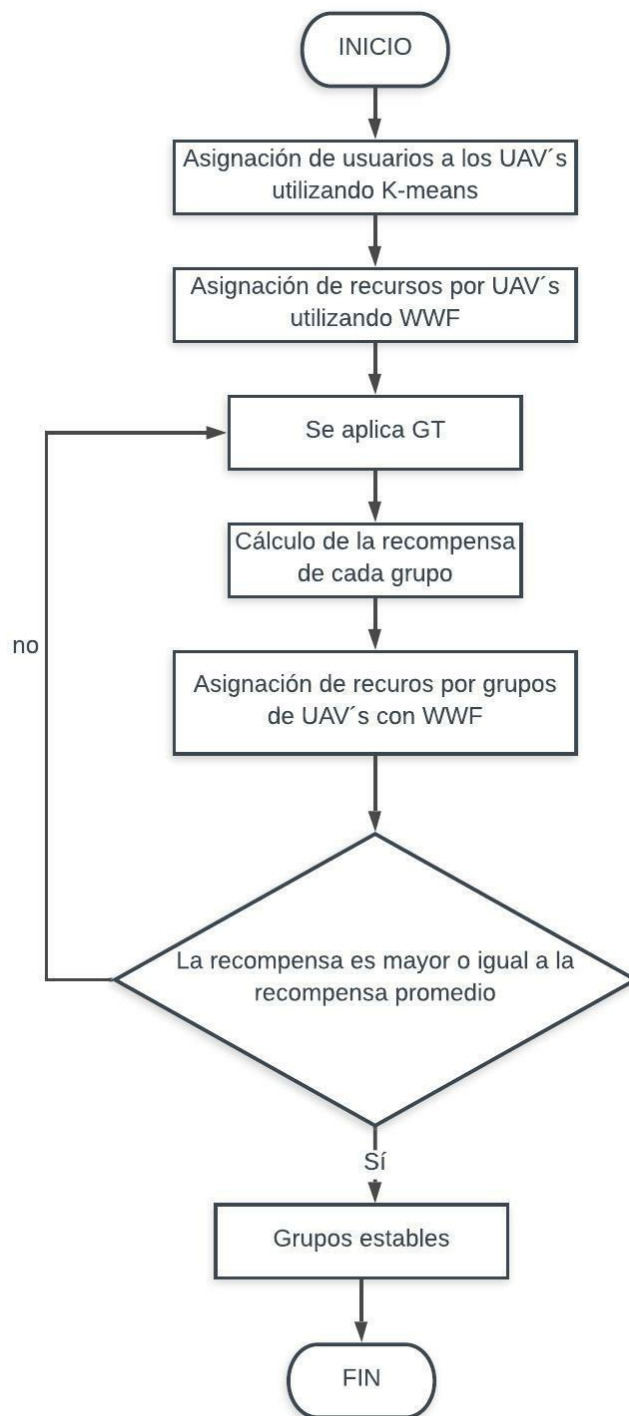 INICIO
Asignación de usuarios a los UAV´s
utilizando K-means
Asignación de recursos por UAV´s
utilizando WWF
Se aplica GT
Cálculo de la recompensa
de cada grupo
no
Asignación de recuros por grupos
de UAV´s con WWF
La recompensa es mayor o igual a la
recompensa promedio
Sí
Grupos estables
FIN